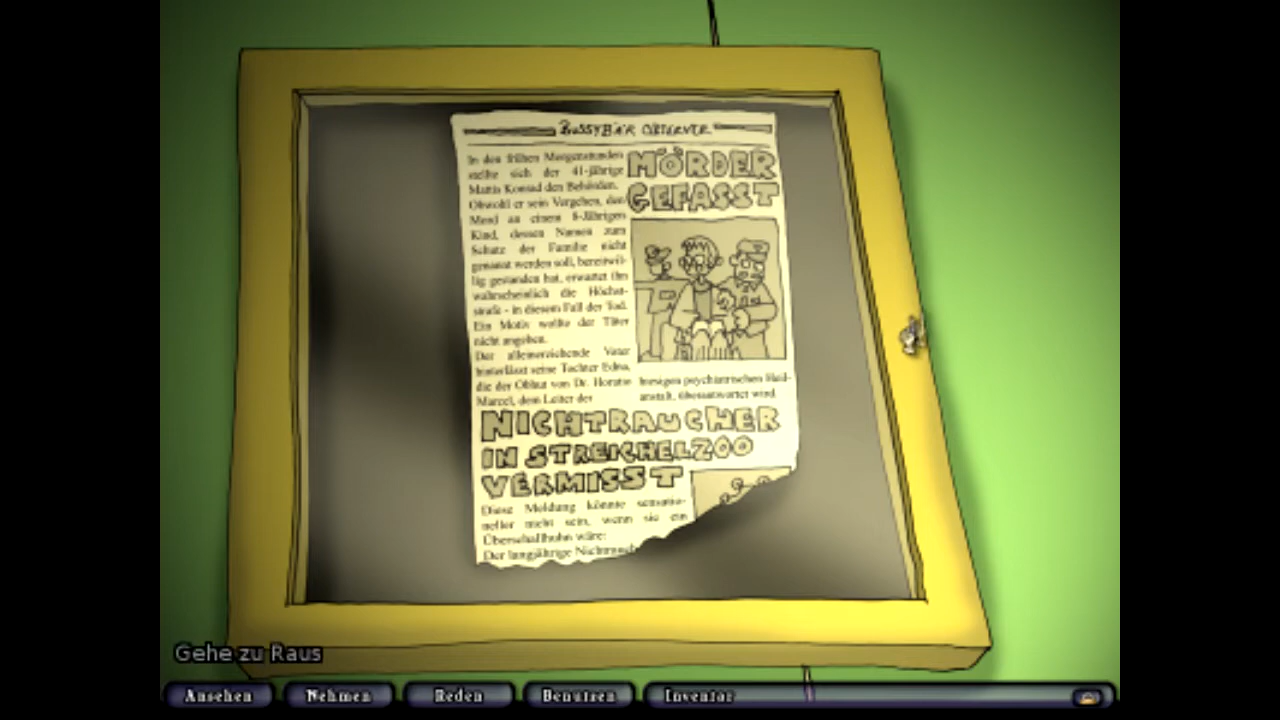 BUSSYBÄR OBSERVER
MÖRDER
GEFASST
In den frühen Morgenstunden
stellte sich der 41-jährige
Mattis Konrad den Behörden.
Obwohl er sein Vergehen, den
Mord an einem 8-Jährigen
Kind, dessen Namen zum
Schutz der Familie nicht
genannt werden soll, bereitwil-
lig gestanden hat, erwartet ihn
wahrscheinlich die Höchst-
strafe - in diesem Fall der Tod.
Ein Motiv wollte der Täter
nicht angeben.
Der alleinerziehende Vater
hinterlässt seine Tochter Edna,
die der Obhut von Dr. Horatio
Marcel, dem Leiter der
hiesigen psychiatrischen Heil-
anstalt, überantwortet wird.
NICHTRAUCHER
IN STREICHELZOO
VERMISST
Diese Meldung könnte sensatio-
neller nicht sein, wenn sie ein
Überschallhuhn wäre:
Der langjährige Nichtrauch
Gehe zu Raus
Ansehen Nehmen Reden Benutzen Inventar